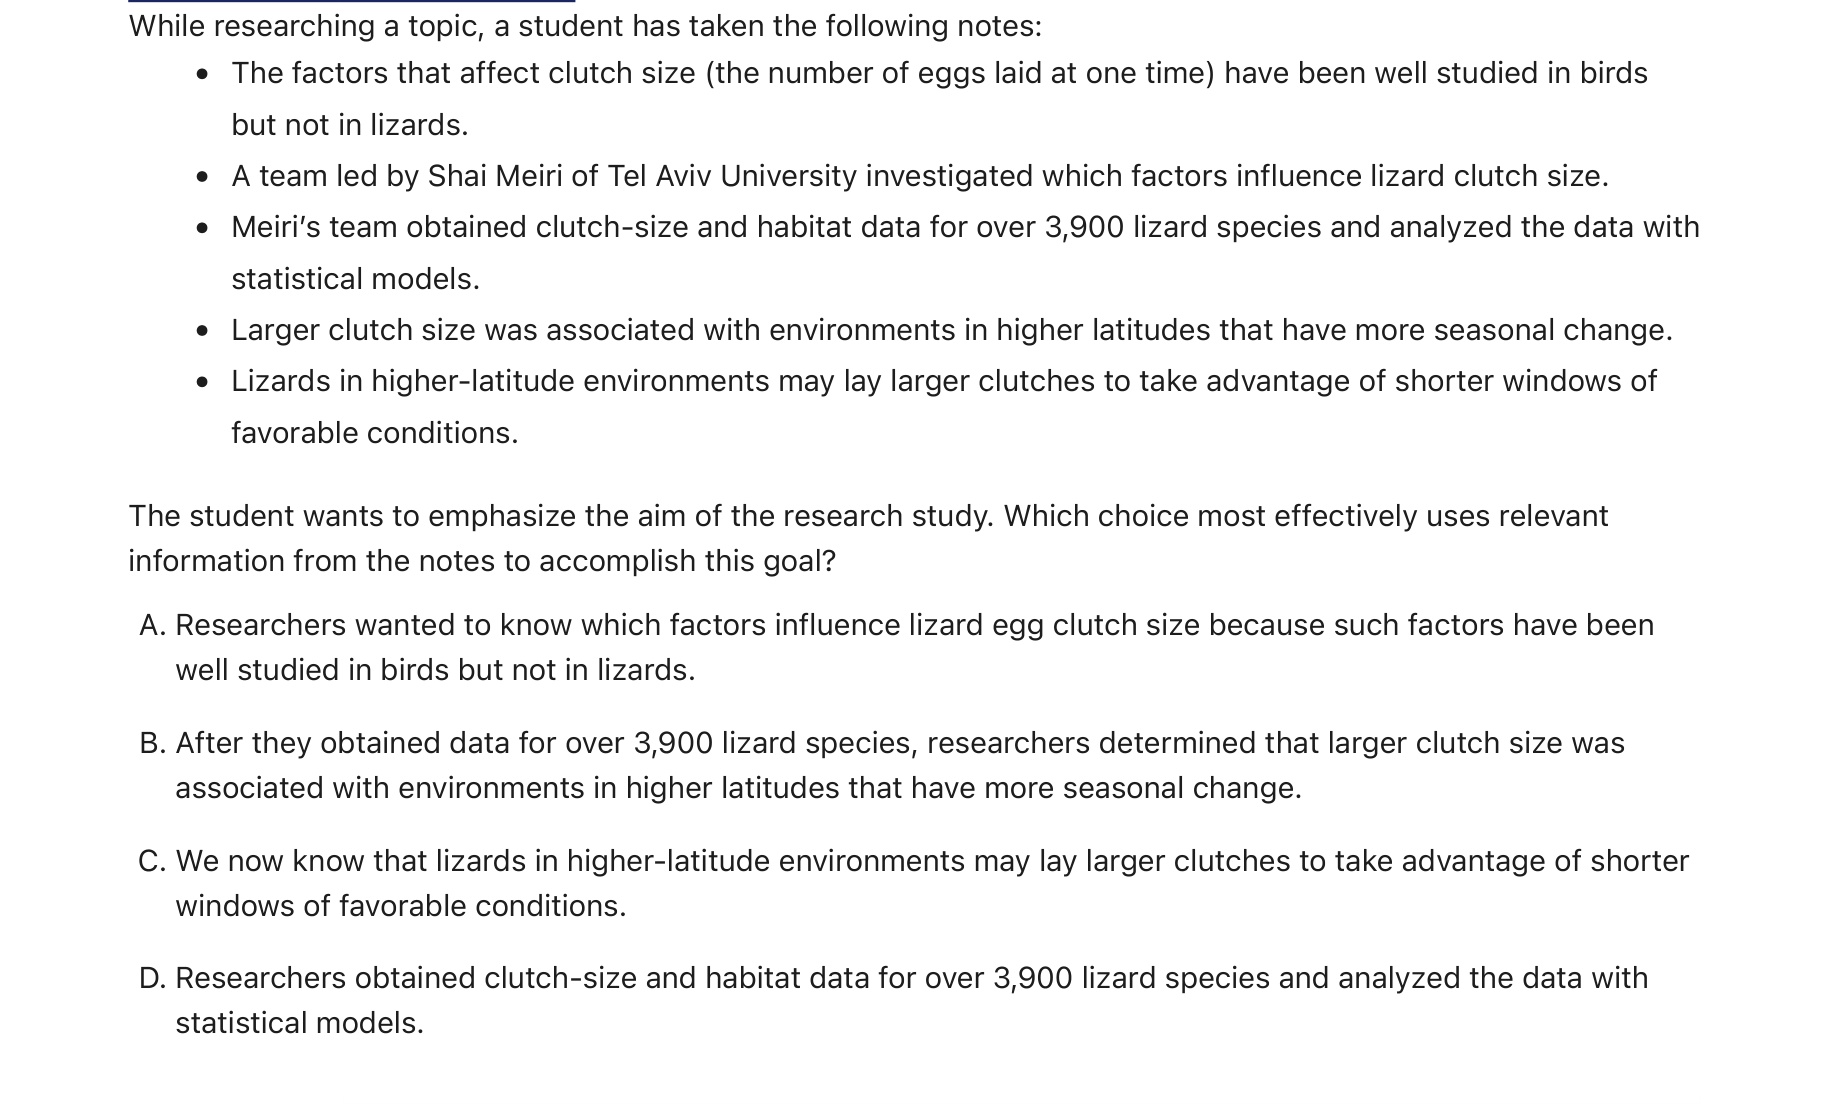 While researching a topic, a student has taken the following notes:
• The factors that affect clutch size (the number of eggs laid at one time) have been well studied in birds
but not in lizards.
• A team led by Shai Meiri of Tel Aviv University investigated which factors influence lizard clutch size.
• Meiri’s team obtained clutch-size and habitat data for over 3,900 lizard species and analyzed the data with
statistical models.
• Larger clutch size was associated with environments in higher latitudes that have more seasonal change.
• Lizards in higher-latitude environments may lay larger clutches to take advantage of shorter windows of
favorable conditions.
The student wants to emphasize the aim of the research study. Which choice most effectively uses relevant
information from the notes to accomplish this goal?
A. Researchers wanted to know which factors influence lizard egg clutch size because such factors have been
well studied in birds but not in lizards.
B. After they obtained data for over 3,900 lizard species, researchers determined that larger clutch size was
associated with environments in higher latitudes that have more seasonal change.
C. We now know that lizards in higher-latitude environments may lay larger clutches to take advantage of shorter
windows of favorable conditions.
D. Researchers obtained clutch-size and habitat data for over 3,900 lizard species and analyzed the data with
statistical models.